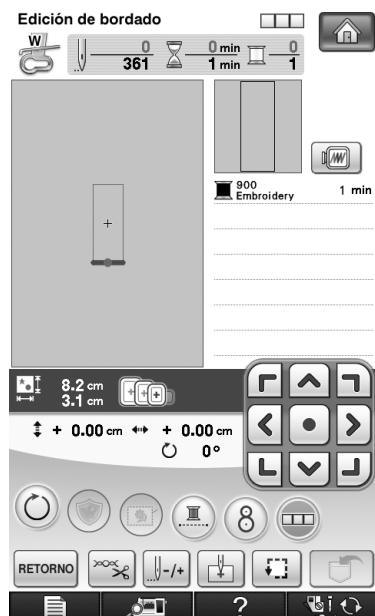 Edición de bordado
W
0 0 min 0
361 1 min 1
900
Embroidery 1 min
8.2 cm
3.1 cm
+ 0.00 cm + 0.00 cm
0°
8
RETORNO -/+
?
i